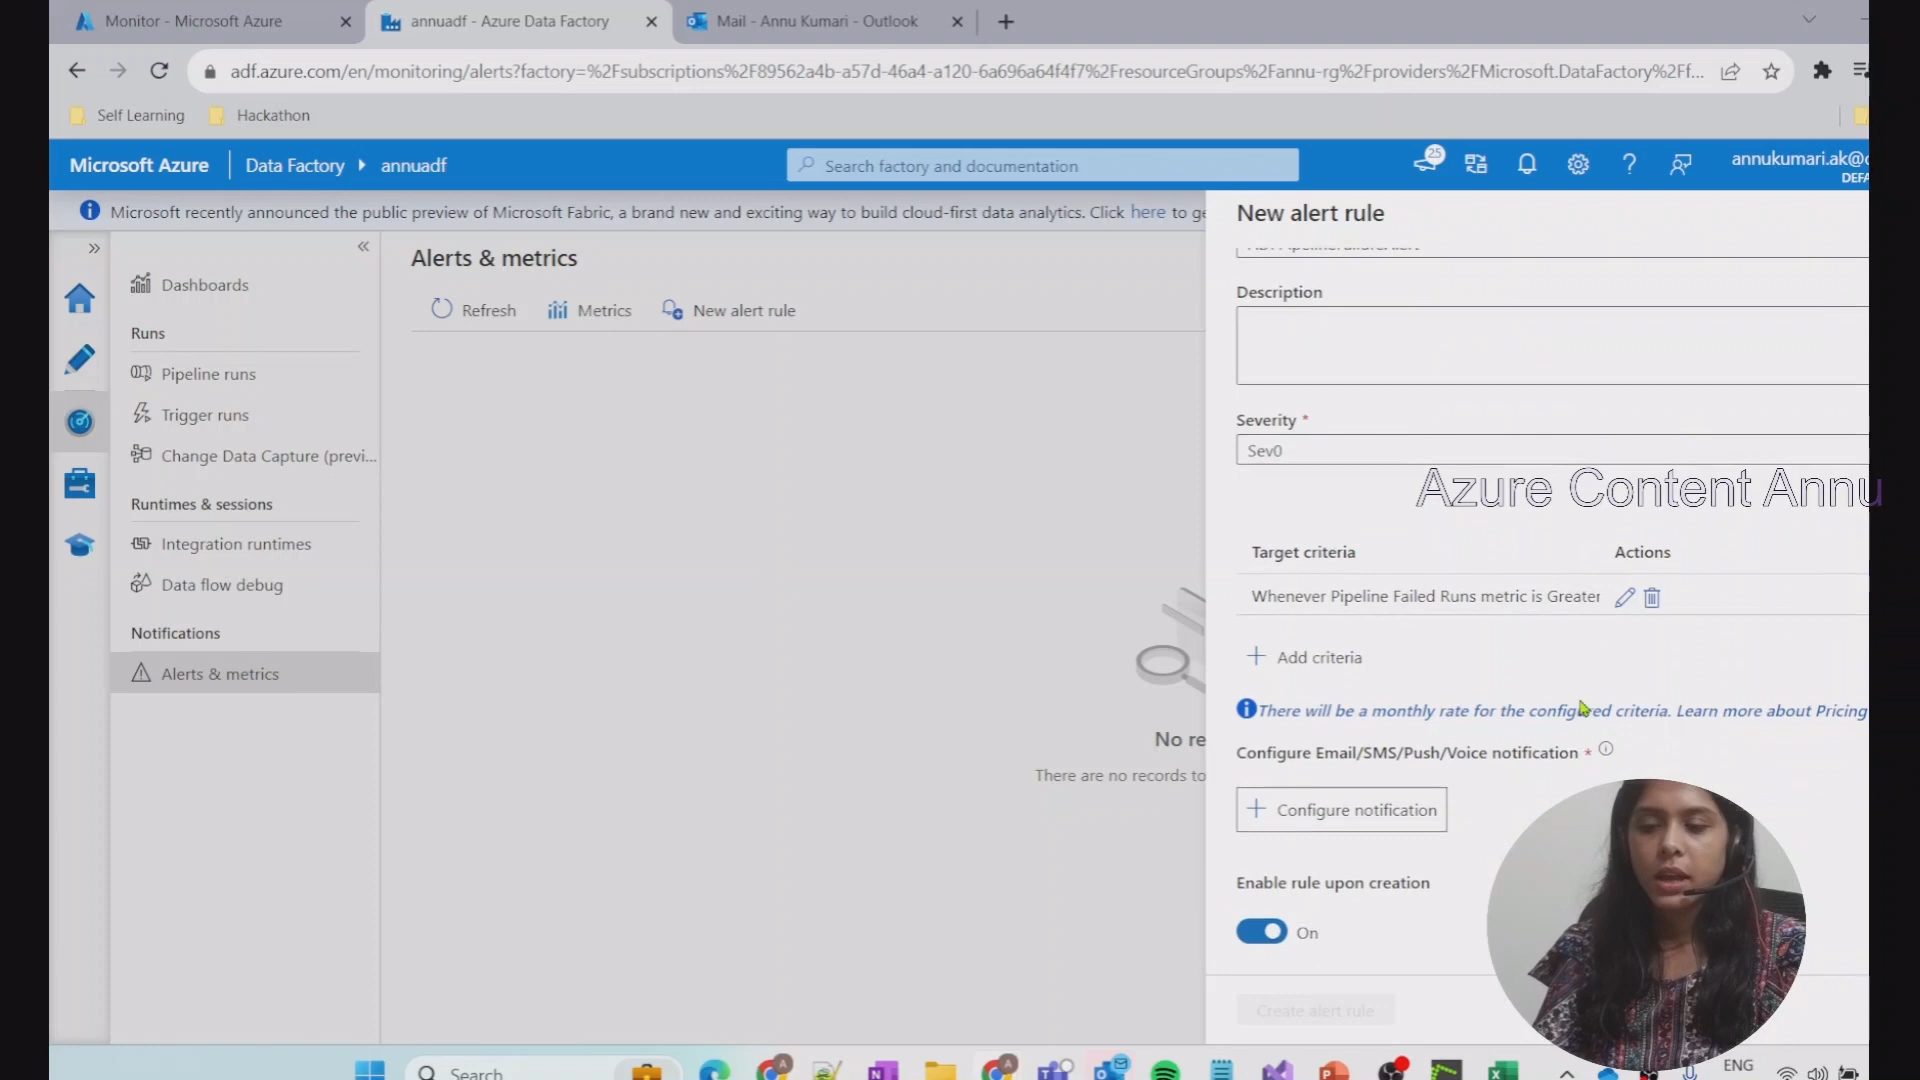 Monitor - Microsoft Azure
annuadf - Azure Data Factory
Mail - Annu Kumari - Outlook
adf.azure.com/en/monitoring/alerts?factory=%2Fsubscriptions%2F89562a4b-a57d-46a4-a120-6a696a64f4f7%2FresourceGroups%2Fannu-rg%2Fproviders%2FMicrosoft.DataFactory%2Ff...
Self Learning
Hackathon
Microsoft Azure
Data Factory
annuadf
Search factory and documentation
25
annukumari.ak@
DEFA
Microsoft recently announced the public preview of Microsoft Fabric, a brand new and exciting way to build cloud-first data analytics. Click here to ge
New alert rule
Dashboards
Runs
Pipeline runs
Trigger runs
Change Data Capture (previ...
Runtimes & sessions
Integration runtimes
Data flow debug
Notifications
Alerts & metrics
Alerts & metrics
Refresh
Metrics
New alert rule
No re
There are no records to
Description
Severity *
Sev0
Azure Content Annu
Target criteria
Actions
Whenever Pipeline Failed Runs metric is Greater
Add criteria
There will be a monthly rate for the configured criteria. Learn more about Pricing
Configure Email/SMS/Push/Voice notification *
Configure notification
Enable rule upon creation
On
Create alert rule
Search
ENG